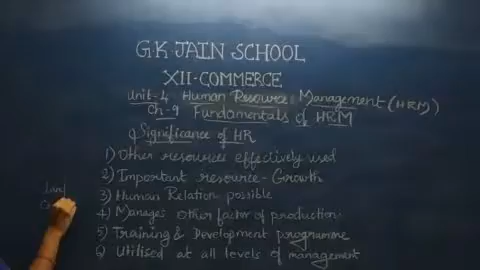 G.K. JAIN SCHOOL
XII-COMMERCE
Unit-4 Human Resource Management (HRM)
Ch-9 Fundamentals of HRM
Significance of HR
1) Other resources effectively used
2) Important resource - Growth
3) Human Relation possible
4) Manages Other factor of production
5) Training & Development programme
6) Utilised at all levels of management